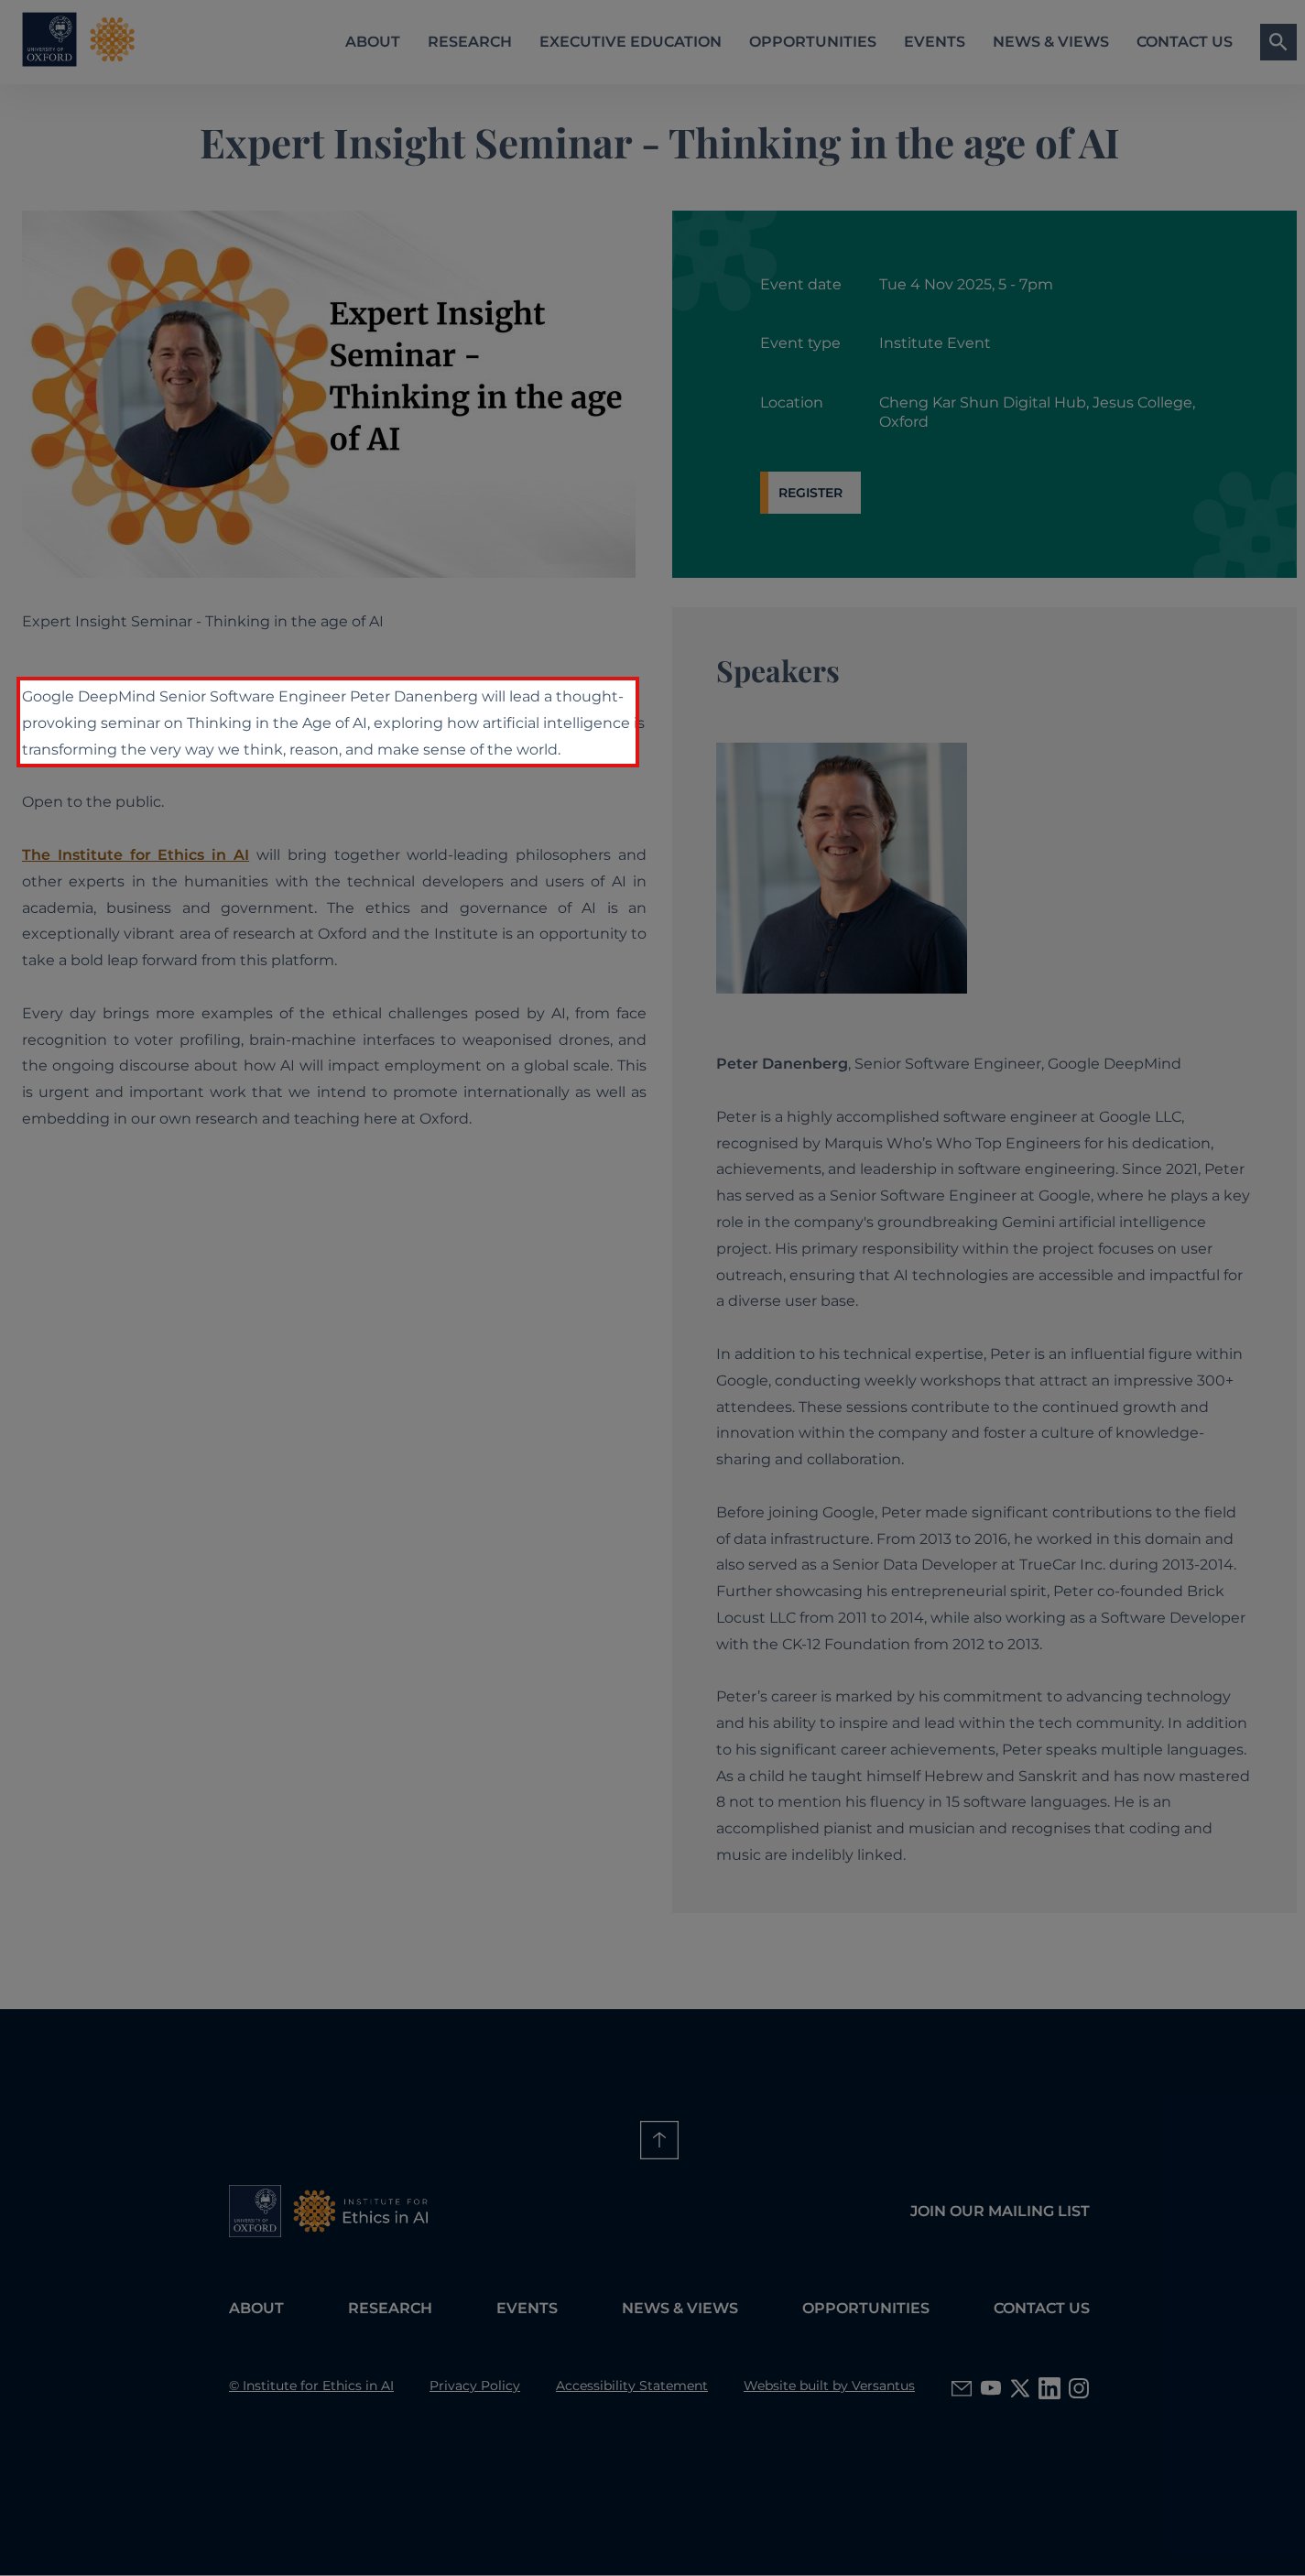 UNIVERSITY OF
OXFORD
ABOUT
RESEARCH
EXECUTIVE EDUCATION
OPPORTUNITIES
EVENTS
NEWS & VIEWS
CONTACT US
Expert Insight Seminar - Thinking in the age of AI
Expert Insight
Seminar -
Thinking in the age
of AI
Event date
Tue 4 Nov 2025, 5 - 7pm
Event type
Institute Event
Location
Cheng Kar Shun Digital Hub, Jesus College,
Oxford
REGISTER
Expert Insight Seminar - Thinking in the age of AI
Google DeepMind Senior Software Engineer Peter Danenberg will lead a thought-
provoking seminar on Thinking in the Age of AI, exploring how artificial intelligence is
transforming the very way we think, reason, and make sense of the world.
Open to the public.
The Institute for Ethics in AI will bring together world-leading philosophers and
other experts in the humanities with the technical developers and users of AI in
academia, business and government. The ethics and governance of AI is an
exceptionally vibrant area of research at Oxford and the Institute is an opportunity to
take a bold leap forward from this platform.
Every day brings more examples of the ethical challenges posed by AI, from face
recognition to voter profiling, brain-machine interfaces to weaponised drones, and
the ongoing discourse about how AI will impact employment on a global scale. This
is urgent and important work that we intend to promote internationally as well as
embedding in our own research and teaching here at Oxford.
Speakers
Peter Danenberg, Senior Software Engineer, Google DeepMind
Peter is a highly accomplished software engineer at Google LLC,
recognised by Marquis Who’s Who Top Engineers for his dedication,
achievements, and leadership in software engineering. Since 2021, Peter
has served as a Senior Software Engineer at Google, where he plays a key
role in the company's groundbreaking Gemini artificial intelligence
project. His primary responsibility within the project focuses on user
outreach, ensuring that AI technologies are accessible and impactful for
a diverse user base.
In addition to his technical expertise, Peter is an influential figure within
Google, conducting weekly workshops that attract an impressive 300+
attendees. These sessions contribute to the continued growth and
innovation within the company and foster a culture of knowledge-
sharing and collaboration.
Before joining Google, Peter made significant contributions to the field
of data infrastructure. From 2013 to 2016, he worked in this domain and
also served as a Senior Data Developer at TrueCar Inc. during 2013-2014.
Further showcasing his entrepreneurial spirit, Peter co-founded Brick
Locust LLC from 2011 to 2014, while also working as a Software Developer
with the CK-12 Foundation from 2012 to 2013.
Peter’s career is marked by his commitment to advancing technology
and his ability to inspire and lead within the tech community. In addition
to his significant career achievements, Peter speaks multiple languages.
As a child he taught himself Hebrew and Sanskrit and has now mastered
8 not to mention his fluency in 15 software languages. He is an
accomplished pianist and musician and recognises that coding and
music are indelibly linked.
UNIVERSITY OF
OXFORD
INSTITUTE FOR
Ethics in AI
JOIN OUR MAILING LIST
ABOUT
RESEARCH
EVENTS
NEWS & VIEWS
OPPORTUNITIES
CONTACT US
© Institute for Ethics in AI
Privacy Policy
Accessibility Statement
Website built by Versantus